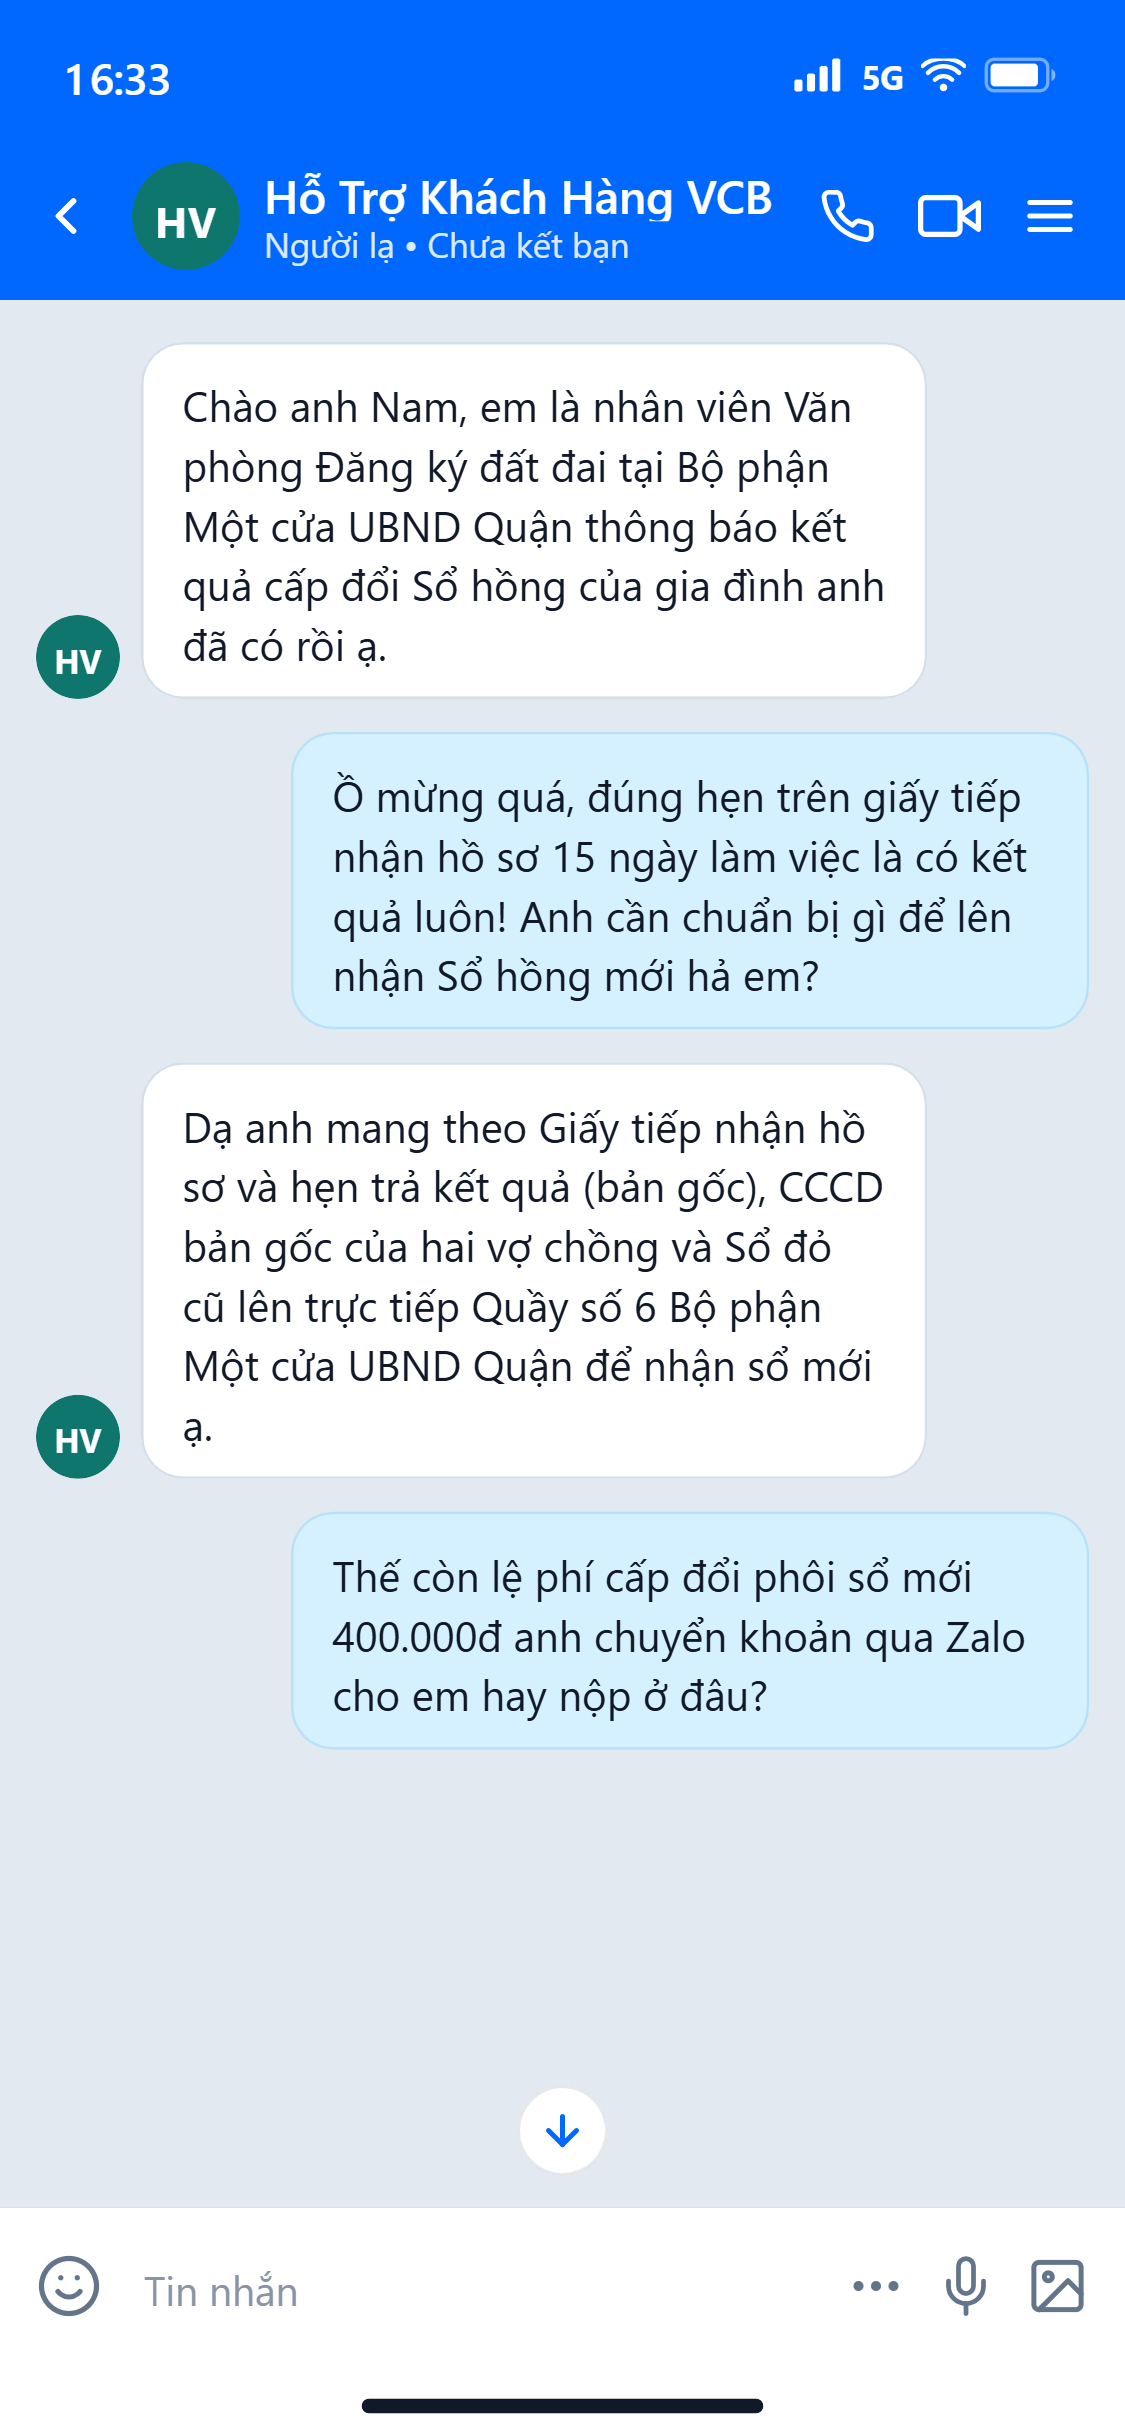 16:33
5G
HV
Hỗ Trợ Khách Hàng VCB
Người lạ • Chưa kết bạn
Chào anh Nam, em là nhân viên Văn
phòng Đăng ký đất đai tại Bộ phận
Một cửa UBND Quận thông báo kết
quả cấp đổi Sổ hồng của gia đình anh
đã có rồi ạ.
HV
Ồ mừng quá, đúng hẹn trên giấy tiếp
nhận hồ sơ 15 ngày làm việc là có kết
quả luôn! Anh cần chuẩn bị gì để lên
nhận Sổ hồng mới hả em?
Dạ anh mang theo Giấy tiếp nhận hồ
sơ và hẹn trả kết quả (bản gốc), CCCD
bản gốc của hai vợ chồng và Sổ đỏ
cũ lên trực tiếp Quầy số 6 Bộ phận
Một cửa UBND Quận để nhận sổ mới
ạ.
HV
Thế còn lệ phí cấp đổi phôi sổ mới
400.000đ anh chuyển khoản qua Zalo
cho em hay nộp ở đâu?
Tin nhắn